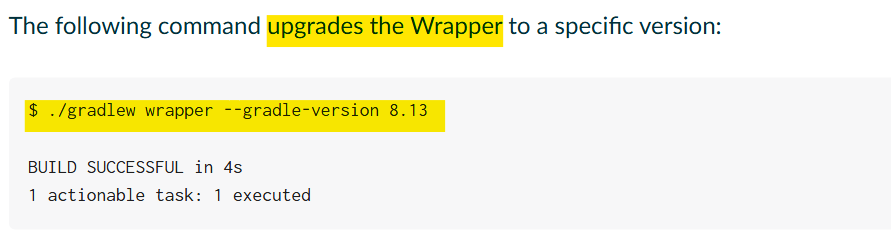 The following command upgrades the Wrapper to a specific version:
$ ./gradlew wrapper --gradle-version 8.13
BUILD SUCCESSFUL in 4s
1 actionable task: 1 executed